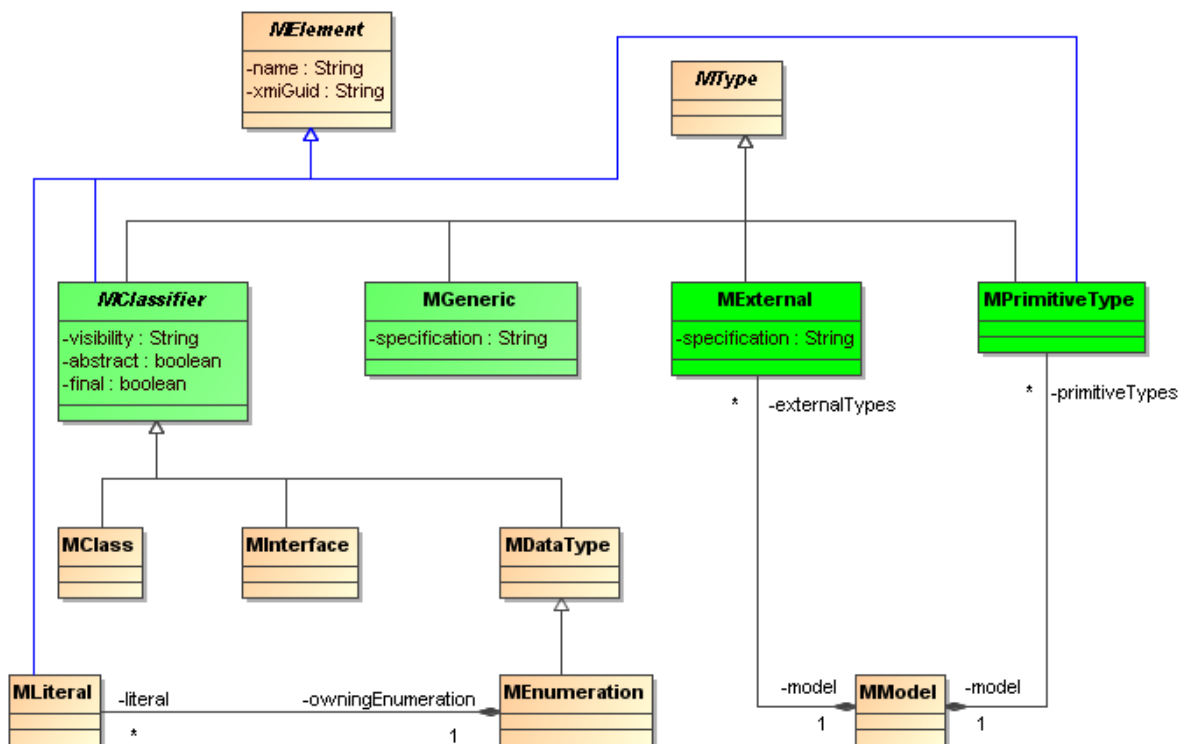 MElement
-name : String
-xmiGuid : String
MType
MClassifier
-visibility : String
-abstract : boolean
-final : boolean
MGeneric
-specification : String
MExternal
-specification : String
MPrimitiveType
*
-externalTypes
*
-primitiveTypes
MClass
MInterface
MDataType
MLiteral
-literal
*
-owningEnumeration
1
MEnumeration
-model
1
MModel
-model
1